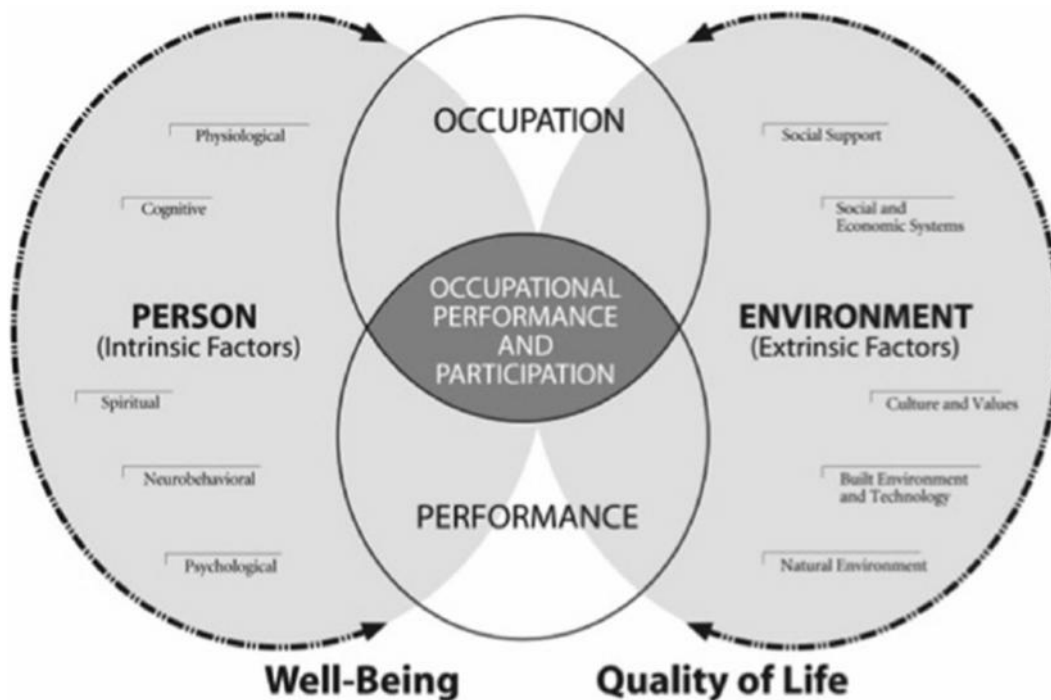 OCCUPATION
Physiological
Cognitive
PERSON
(Intrinsic Factors)
Spiritual
Neurobehavioral
Psychological
OCCUPATIONAL
PERFORMANCE
AND
PARTICIPATION
Social Support
Social and
Economic Systems
ENVIRONMENT
(Extrinsic Factors)
Culture and Values
Built Environment
and Technology
Natural Environment
PERFORMANCE
Well-Being
Quality of Life